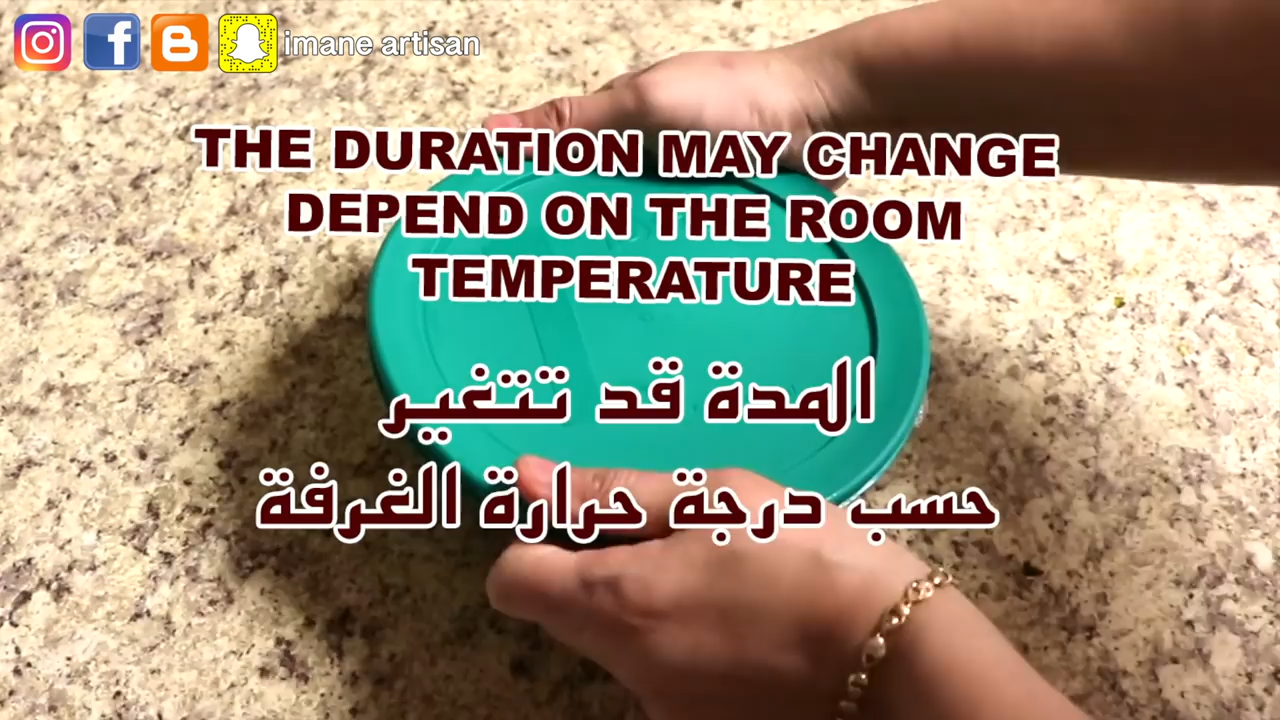 imane artisan
THE DURATION MAY CHANGE
DEPEND ON THE ROOM
TEMPERATURE
المدة قد تتغير
حسب درجة حرارة الغرفة